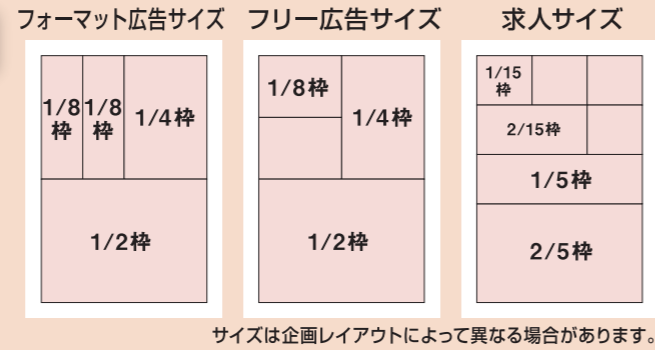 フォーマット広告サイズ
1/8枠
1/8枠
1/4枠
1/2枠
フリー広告サイズ
1/8枠
1/4枠
1/2枠
求人サイズ
1/15枠
2/15枠
1/5枠
2/5枠
サイズは企画レイアウトによって異なる場合があります。